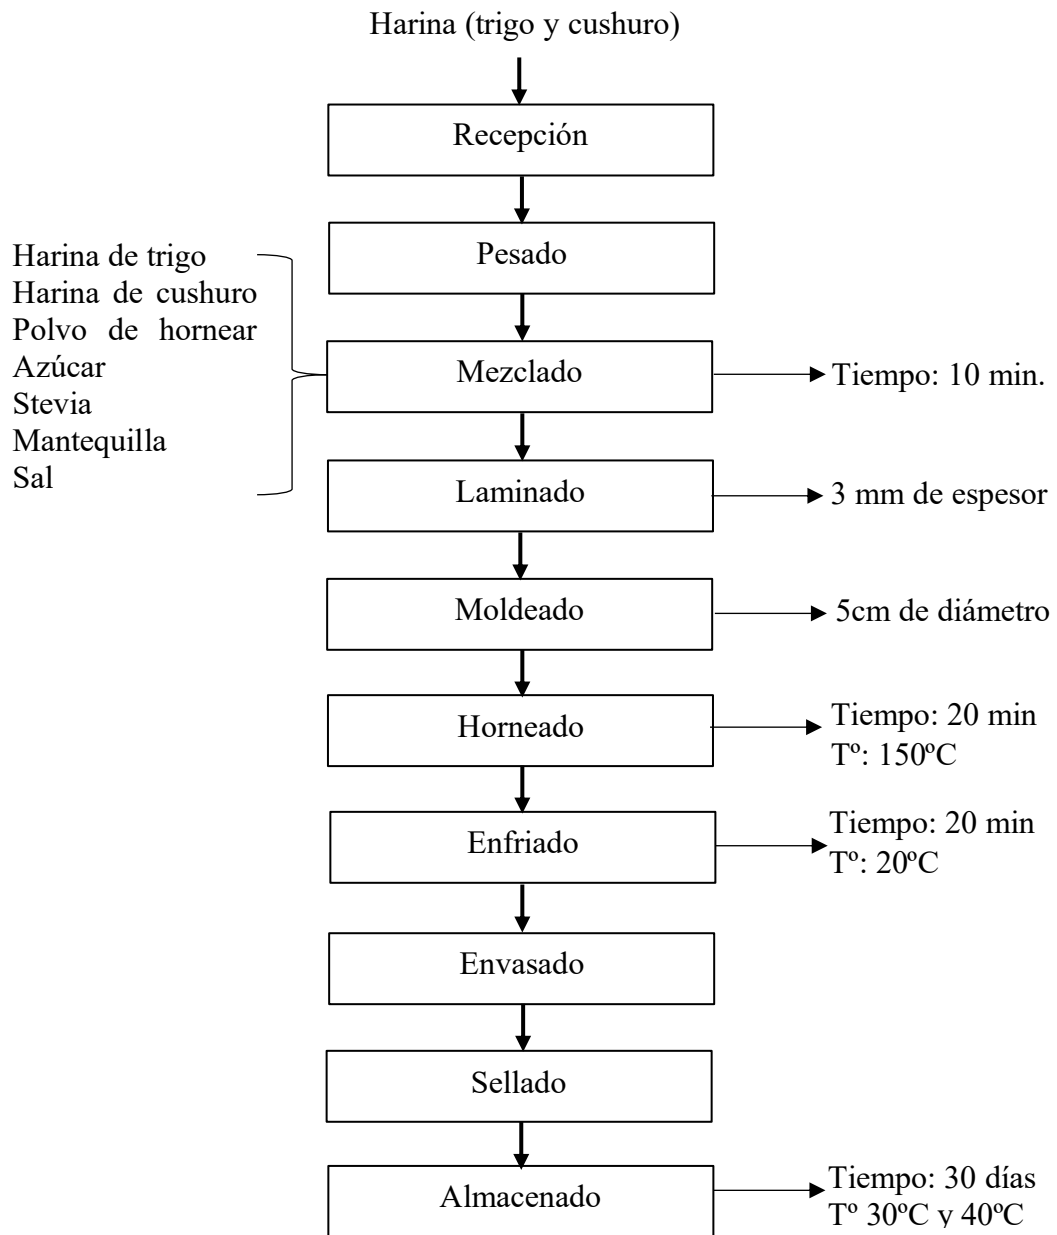 Harina (trigo y cushuro)
Recepción
Pesado
Harina de trigo
Harina de cushuro
Polvo de hornear
Azúcar
Stevia
Mantequilla
Sal
Mezclado
Tiempo: 10 min.
Laminado
3 mm de espesor
Moldeado
5cm de diámetro
Horneado
Tiempo: 20 min
Tº: 150ºC
Enfriado
Tiempo: 20 min
Tº: 20ºC
Envasado
Sellado
Almacenado
Tiempo: 30 días
Tº 30ºC y 40ºC